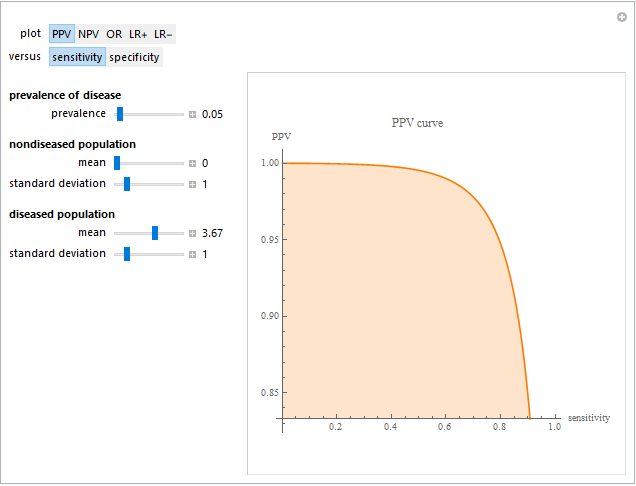 plot PPV NPV OR LR+ LR−
versus sensitivity specificity
prevalence of disease
prevalence 0.05
nondiseased population
mean 0
standard deviation 1
diseased population
mean 3.67
standard deviation 1
PPV curve
PPV
1.00
0.95
0.90
0.85
0.2 0.4 0.6 0.8 1.0
sensitivity